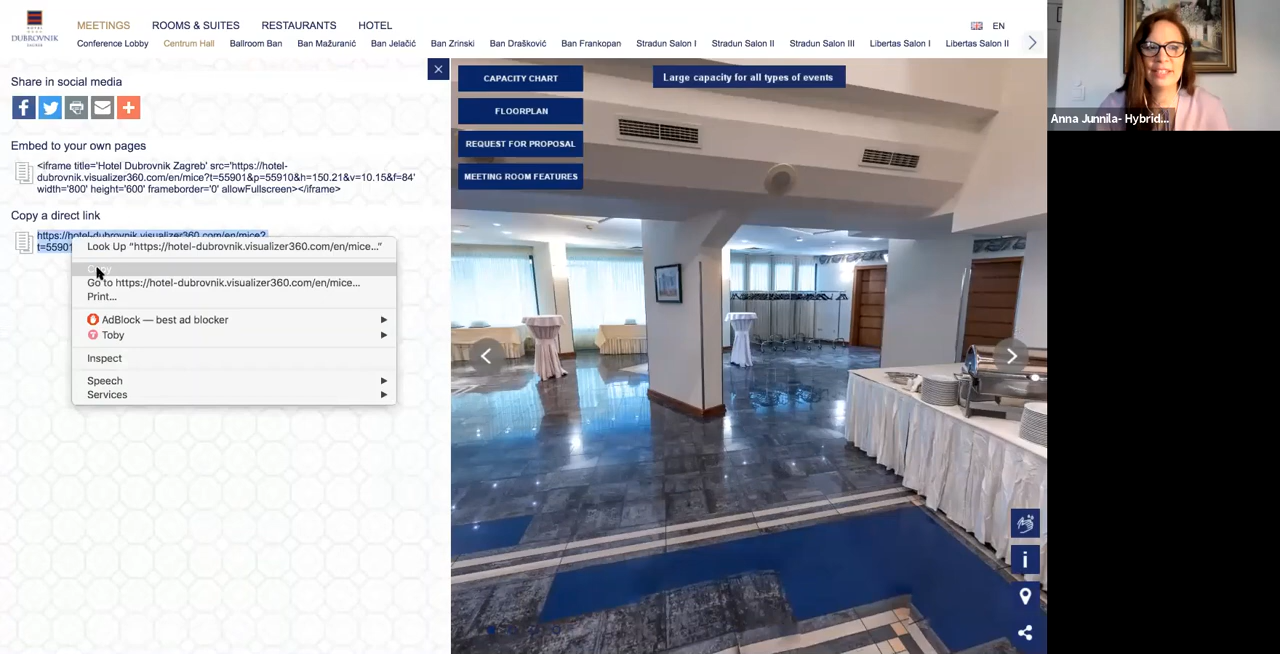 DUBROVNIK
ZAGREB
MEETINGS ROOMS & SUITES RESTAURANTS HOTEL
EN
Conference Lobby Centrum Hall Ballroom Ban Ban Mažuranić Ban Jelačić Ban Zrinski Ban Drašković Ban Frankopan Stradun Salon I Stradun Salon II Stradun Salon III Libertas Salon I Libertas Salon II
Share in social media
Embed to your own pages
<iframe title='Hotel Dubrovnik Zagreb' src='https://hotel-
dubrovnik.visualizer360.com/en/mice?t=55901&p=55910&h=150.21&v=10.15&f=84'
width='800' height='600' frameborder='0' allowFullscreen></iframe>
Copy a direct link
https://hotel-dubrovnik.visualizer360.com/en/mice?
t=55901
Look Up “https://hotel-dubrovnik.visualizer360.com/en/mice...”
Go to https://hotel-dubrovnik.visualizer360.com/en/mice...
Print...
AdBlock — best ad blocker
Toby
Inspect
Speech
Services
CAPACITY CHART
FLOORPLAN
REQUEST FOR PROPOSAL
MEETING ROOM FEATURES
Large capacity for all types of events
i
Anna Junnila- Hybrid...